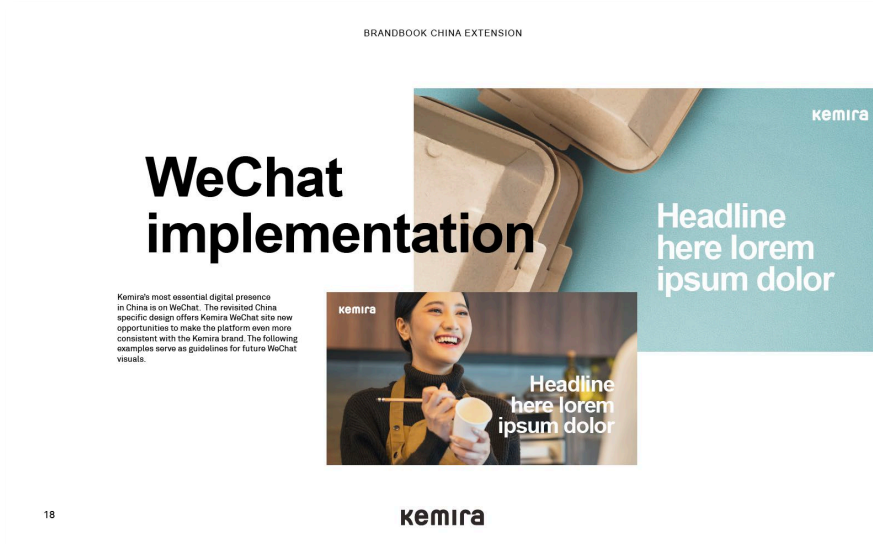 BRANDBOOK CHINA EXTENSION
kemira
WeChat
implementation
Headline
here lorem
ipsum dolor
Kemira's most essential digital presence
in China is on WeChat. The revisited China
specific design offers Kemira WeChat site new
opportunities to make the platform even more
consistent with the Kemira brand. The following
examples serve as guidelines for future WeChat
visuals.
kemira
Headline
here lorem
ipsum dolor
18
kemira